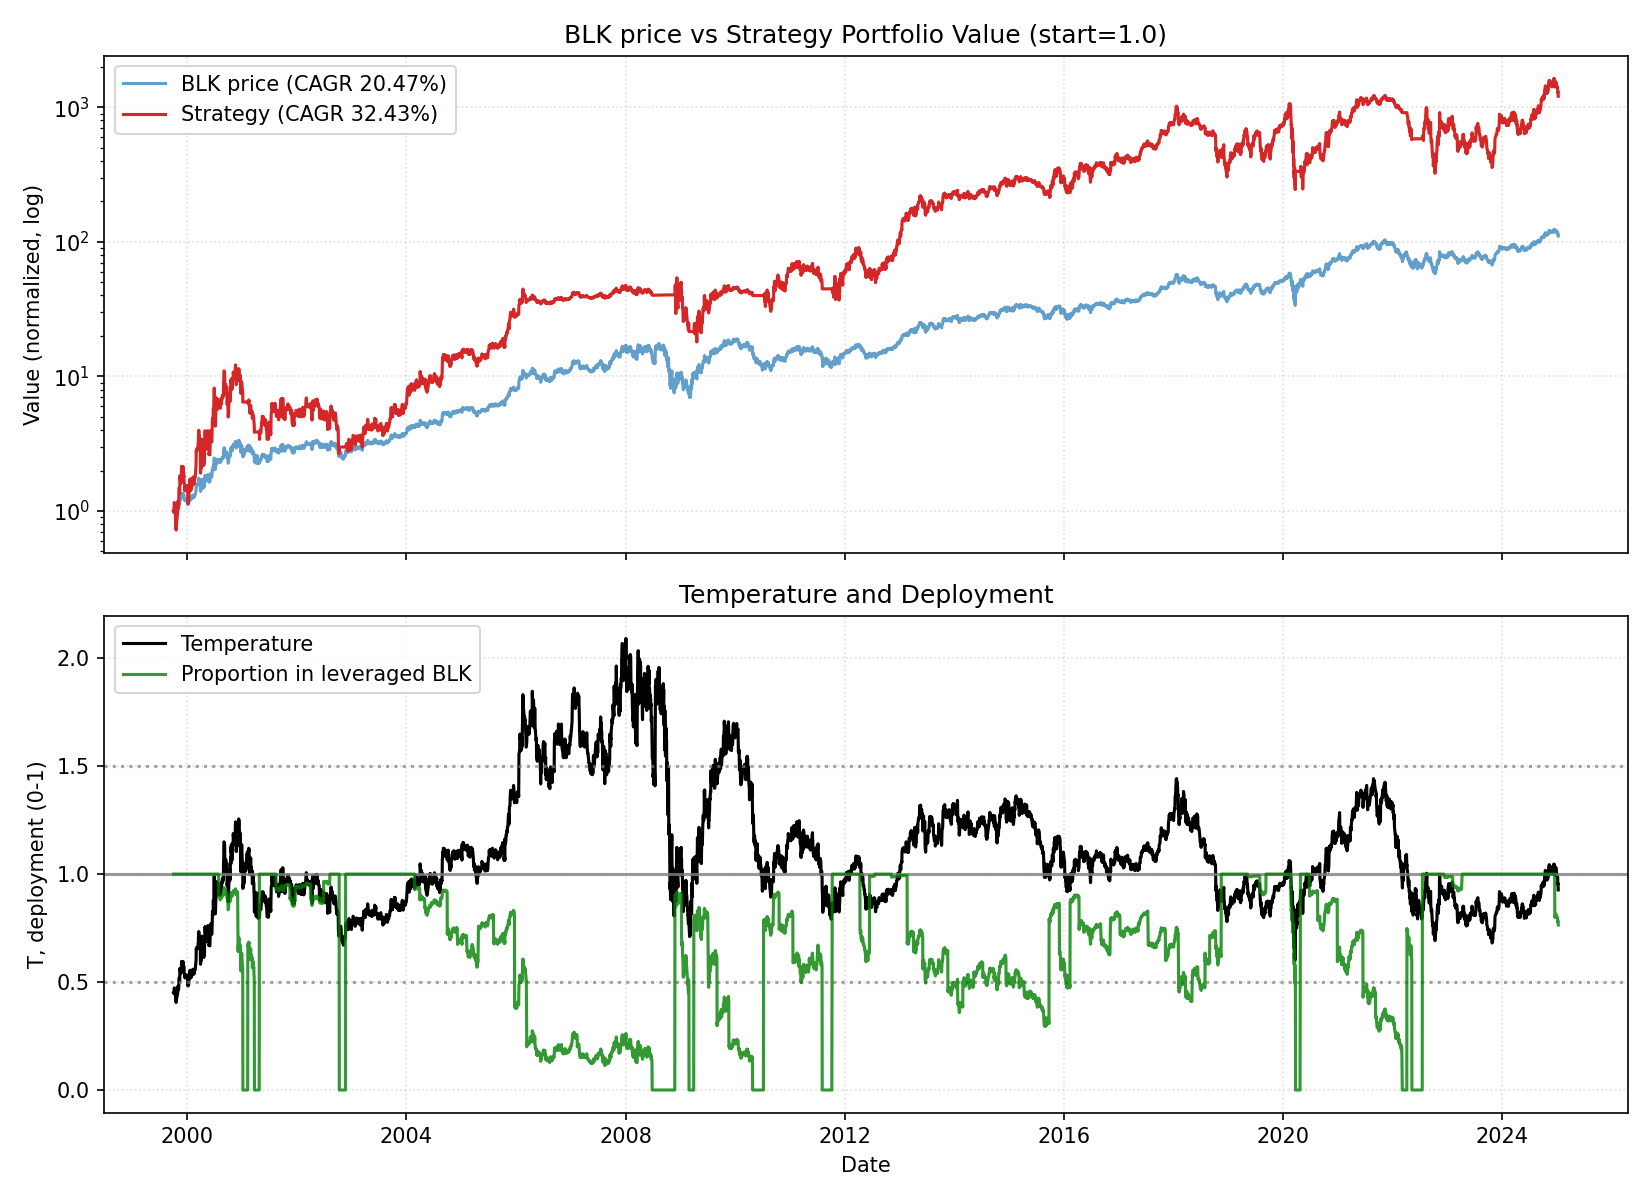 BLK price vs Strategy Portfolio Value (start=1.0)
BLK price (CAGR 20.47%)
Strategy (CAGR 32.43%)
Value (normalized, log)
10³
10²
10¹
10⁰
Temperature and Deployment
Temperature
Proportion in leveraged BLK
T, deployment (0-1)
2.0
1.5
1.0
0.5
0.0
2000 2004 2008 2012 2016 2020 2024
Date